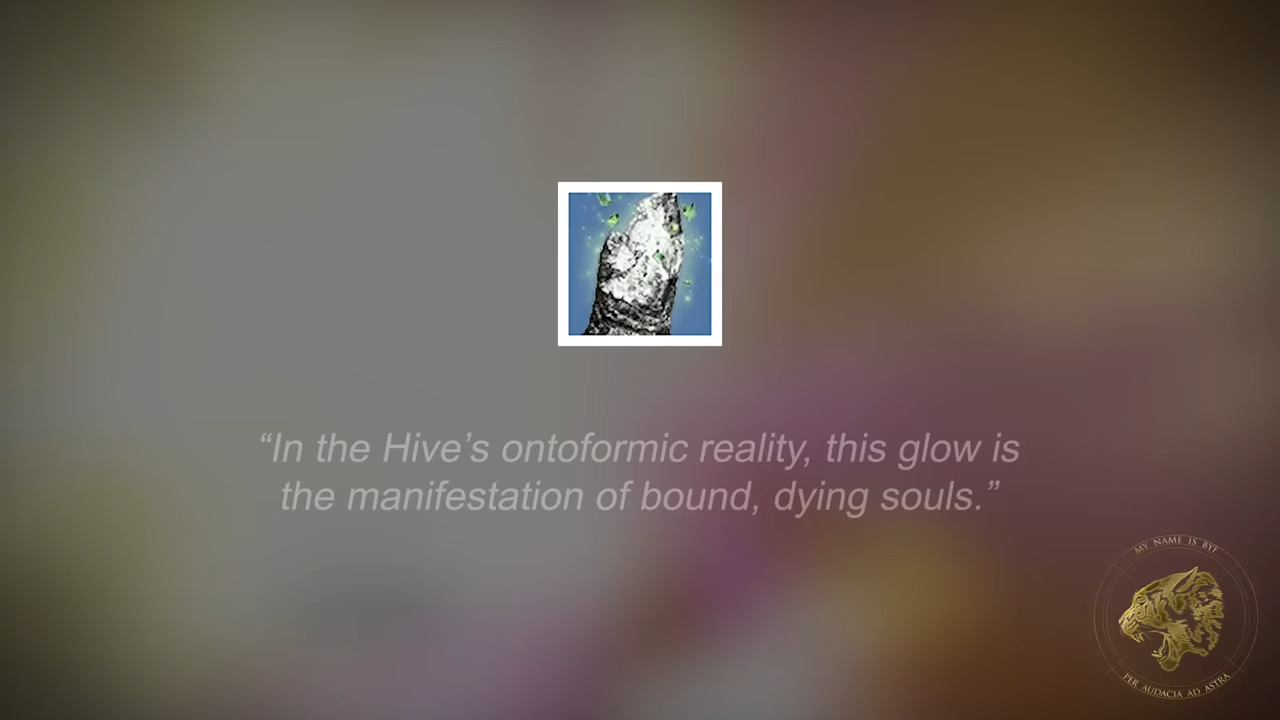 “In the Hive’s ontoformic reality, this glow is
the manifestation of bound, dying souls.”
MY NAME IS BYF
PER AUDACIA AD ASTRA